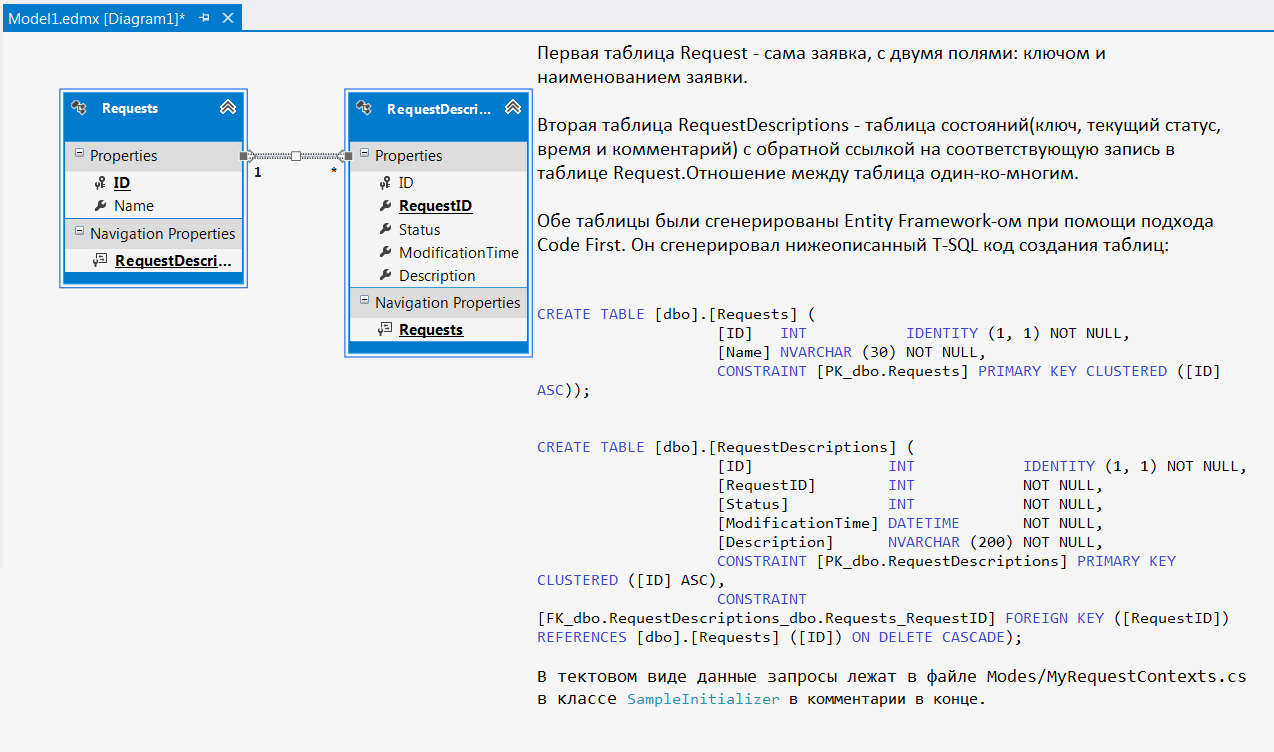 Model1.edmx [Diagram1]*
Requests
Properties
ID
Name
Navigation Properties
RequestDescri...
1
*
RequestDescri...
Properties
ID
RequestID
Status
ModificationTime
Description
Navigation Properties
Requests
Первая таблица Request - сама заявка, с двумя полями: ключом и
наименованием заявки.
Вторая таблица RequestDescriptions - таблица состояний(ключ, текущий статус,
время и комментарий) с обратной ссылкой на соответствующую запись в
таблице Request.Отношение между таблица один-ко-многим.
Обе таблицы были сгенерированы Entity Framework-ом при помощи подхода
Code First. Он сгенерировал нижеописанный T-SQL код создания таблиц:
CREATE TABLE [dbo].[Requests] (
[ID] INT IDENTITY (1, 1) NOT NULL,
[Name] NVARCHAR (30) NOT NULL,
CONSTRAINT [PK_dbo.Requests] PRIMARY KEY CLUSTERED ([ID]
ASC));
CREATE TABLE [dbo].[RequestDescriptions] (
[ID] INT IDENTITY (1, 1) NOT NULL,
[RequestID] INT NOT NULL,
[Status] INT NOT NULL,
[ModificationTime] DATETIME NOT NULL,
[Description] NVARCHAR (200) NOT NULL,
CONSTRAINT [PK_dbo.RequestDescriptions] PRIMARY KEY
CLUSTERED ([ID] ASC),
CONSTRAINT
[FK_dbo.RequestDescriptions_dbo.Requests_RequestID] FOREIGN KEY ([RequestID])
REFERENCES [dbo].[Requests] ([ID]) ON DELETE CASCADE);
В тектовом виде данные запросы лежат в файле Modes/MyRequestContexts.cs
в классе SampleInitializer в комментарии в конце.